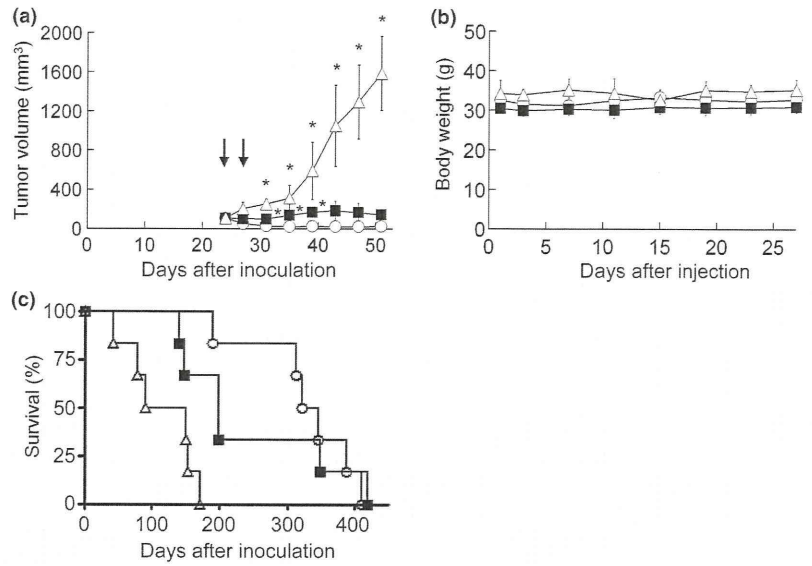 (a)
Tumor volume (mm³)
2000
1600
1200
800
400
0
* * * * * *
* * *
0 10 20 30 40 50
Days after inoculation
(b)
Body weight (g)
50
40
30
20
10
0
0 5 10 15 20 25
Days after injection
(c)
Survival (%)
100
75
50
25
0
0 100 200 300 400
Days after inoculation